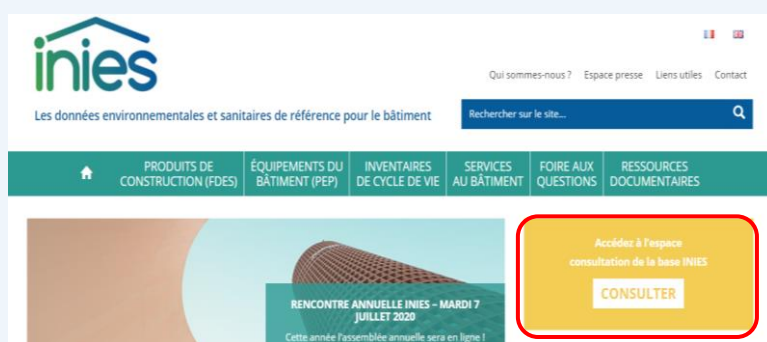 inies
Qui sommes-nous ? Espace presse Liens utiles Contact
Les données environnementales et sanitaires de référence pour le bâtiment
Rechercher sur le site...
PRODUITS DE
CONSTRUCTION (FDES)
ÉQUIPEMENTS DU
BÂTIMENT (PEP)
INVENTAIRES
DE CYCLE DE VIE
SERVICES
AU BÂTIMENT
FOIRE AUX
QUESTIONS
RESSOURCES
DOCUMENTAIRES
Accédez à l'espace
consultation de la base INIES
CONSULTER
RENCONTRE ANNUELLE INIES – MARDI 7
JUILLET 2020
Cette année l'assemblée annuelle sera en ligne !